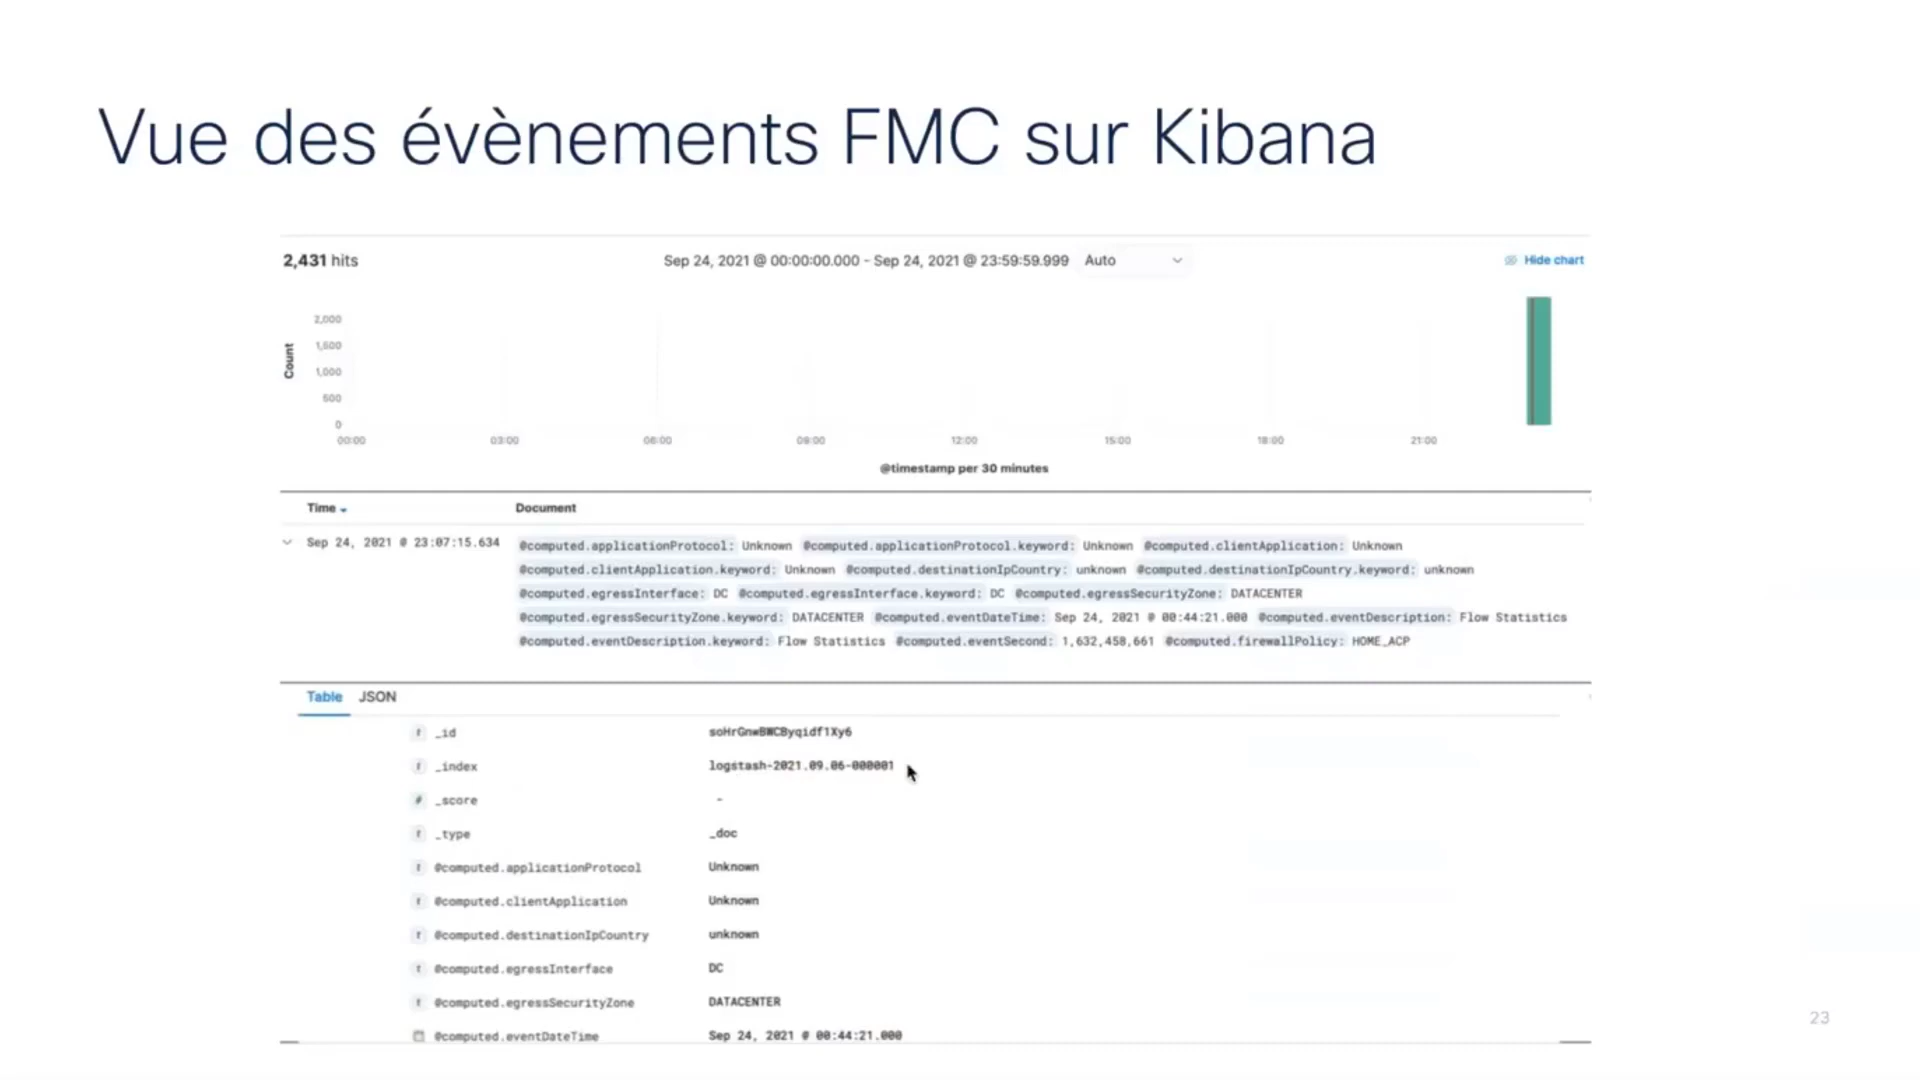 Vue des évènements FMC sur Kibana
2,431 hits
Sep 24, 2021 @ 00:00:00.000 - Sep 24, 2021 @ 23:59:59.999 Auto
Hide chart
Count
2,000
1,500
1,000
500
0
00:00 03:00 06:00 09:00 12:00 15:00 18:00 21:00
@timestamp per 30 minutes
Time Document
Sep 24, 2021 @ 23:07:15.634 @computed.applicationProtocol: Unknown @computed.applicationProtocol.keyword: Unknown @computed.clientApplication: Unknown
@computed.clientApplication.keyword: Unknown @computed.destinationIpCountry: unknown @computed.destinationIpCountry.keyword: unknown
@computed.egressInterface: DC @computed.egressInterface.keyword: DC @computed.egressSecurityZone: DATACENTER
@computed.egressSecurityZone.keyword: DATACENTER @computed.eventDateTime: Sep 24, 2021 @ 00:44:21.000 @computed.eventDescription: Flow Statistics
@computed.eventDescription.keyword: Flow Statistics @computed.eventSecond: 1,632,458,661 @computed.firewallPolicy: HOME_ACP
Table JSON
t _id
t _index logstash-2021.09.06-000001
# _score -
t _type _doc
t @computed.applicationProtocol Unknown
t @computed.clientApplication Unknown
t @computed.destinationIpCountry unknown
t @computed.egressInterface DC
t @computed.egressSecurityZone DATACENTER
@computed.eventDateTime Sep 24, 2021 @ 00:44:21.000
23